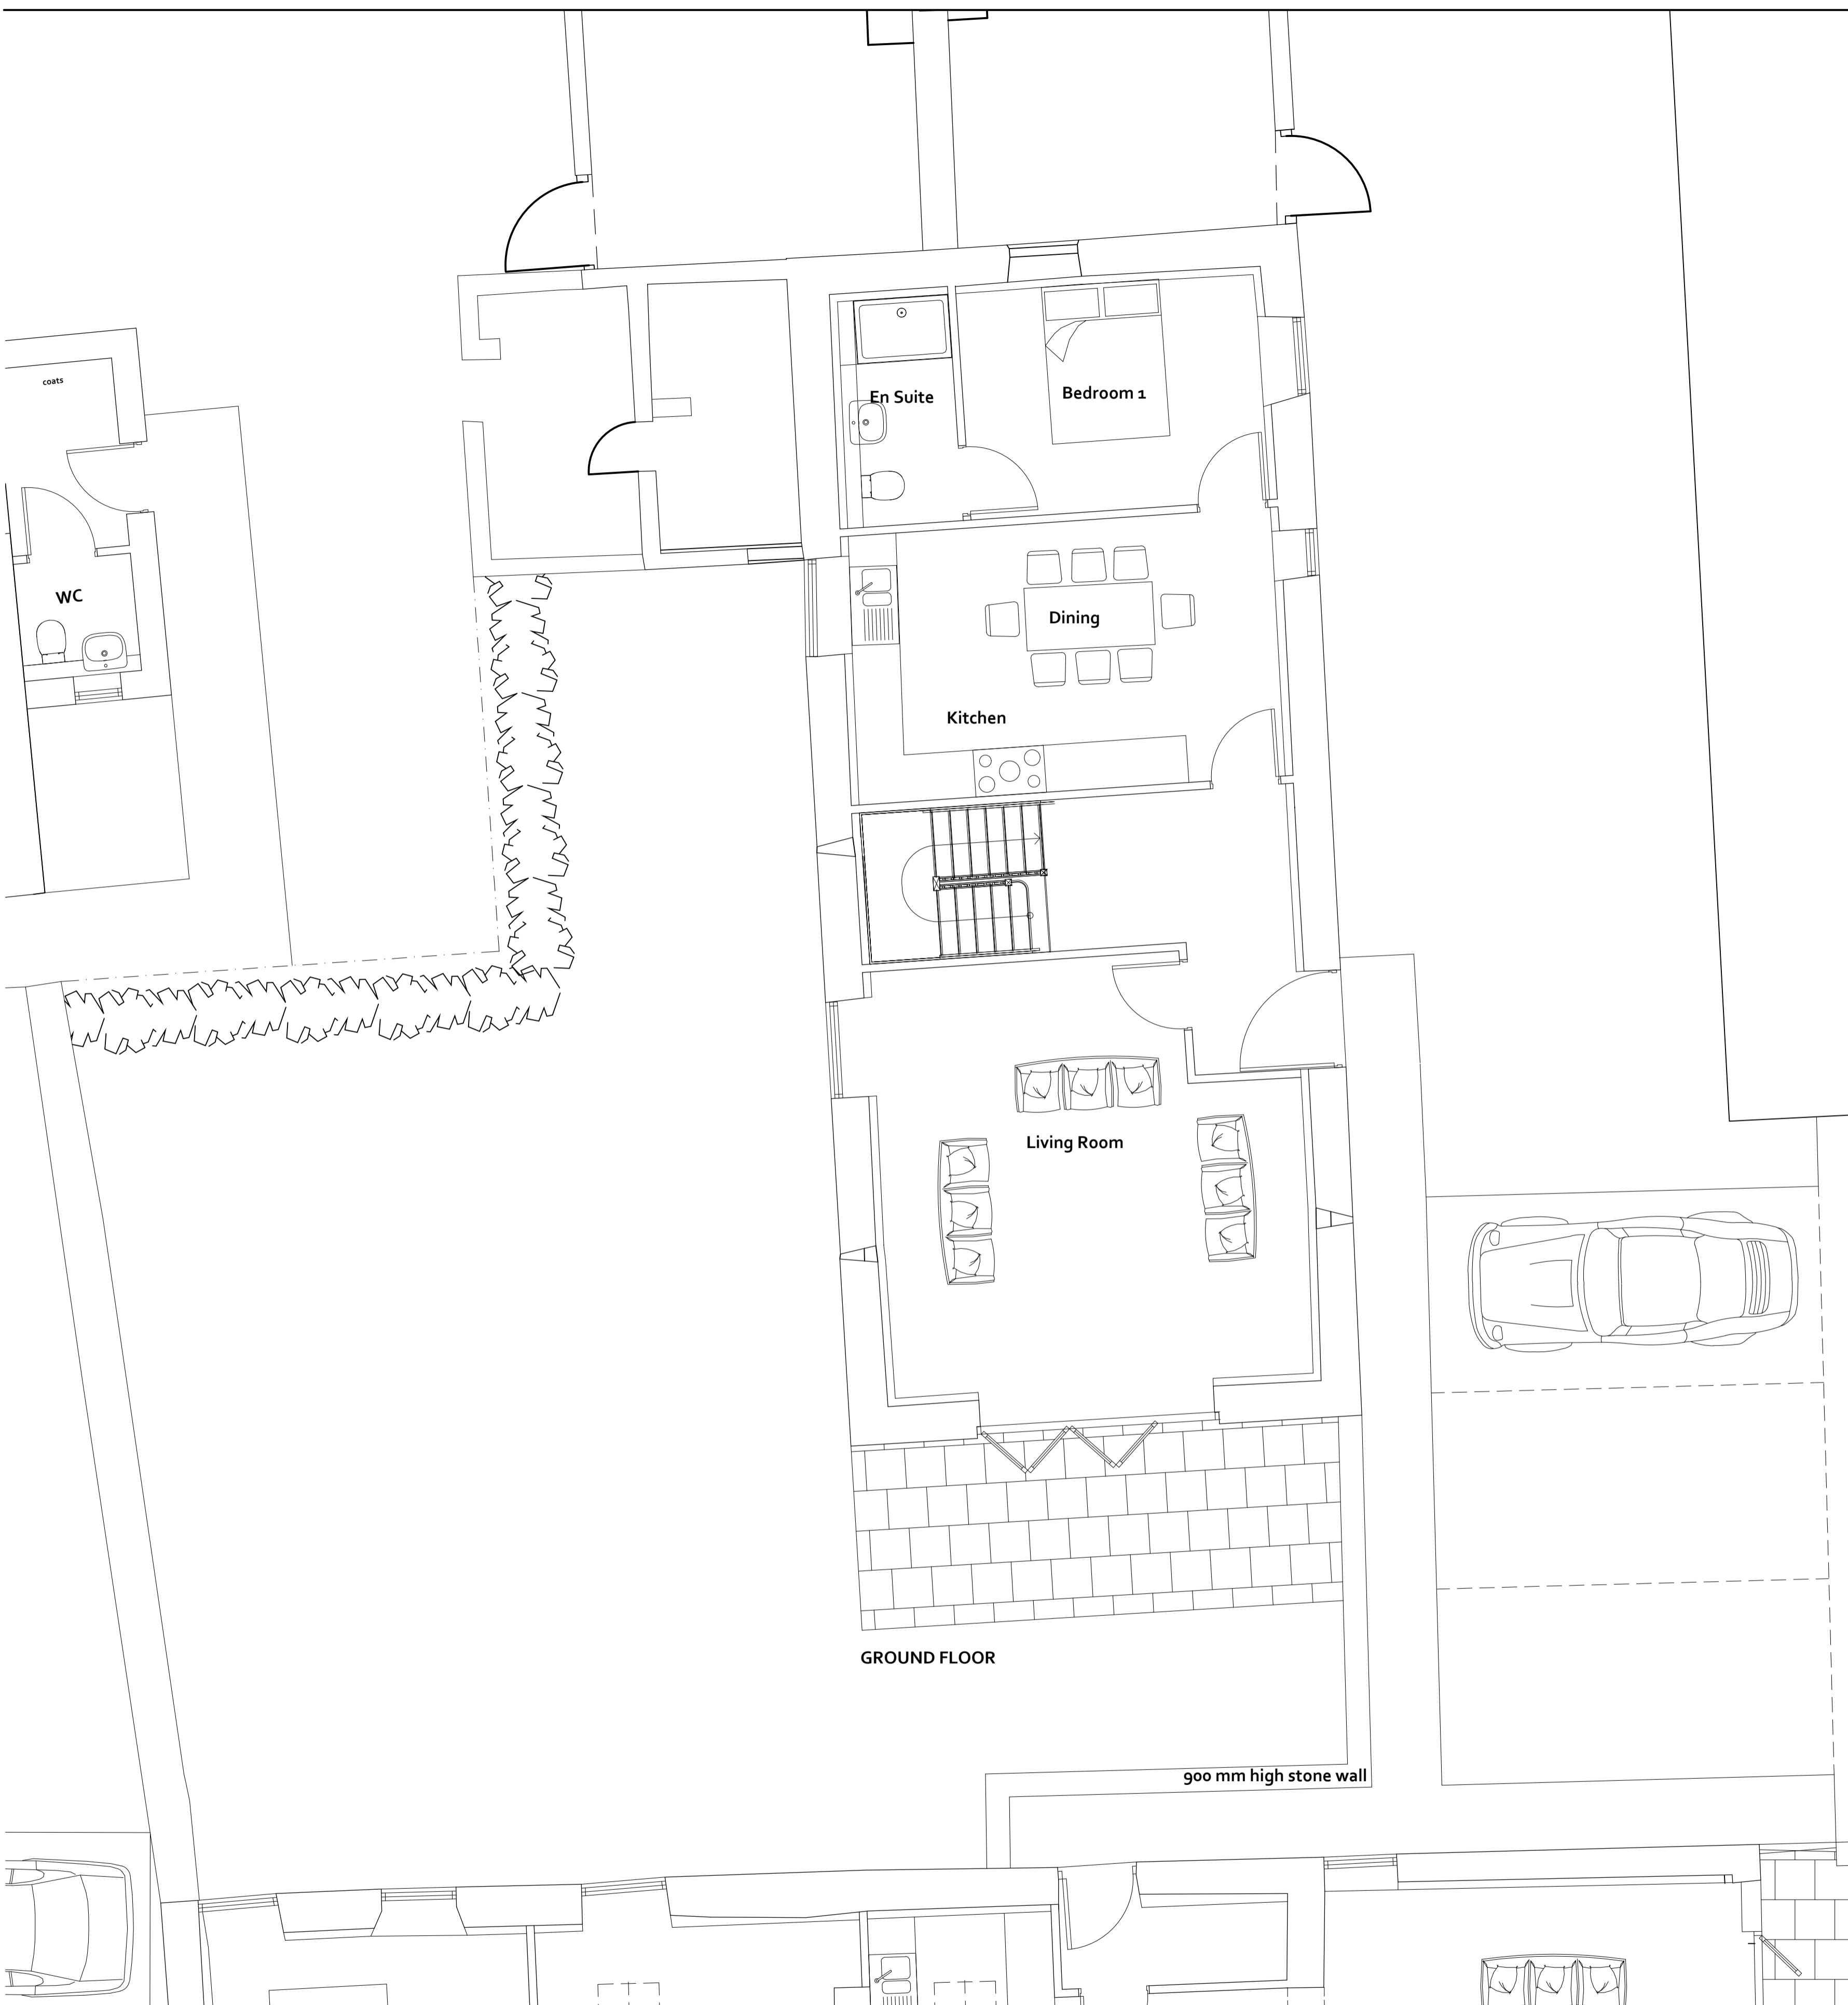 coats
En Suite
Bedroom 1
WC
Dining
Kitchen
Living Room
GROUND FLOOR
900 mm high stone wall